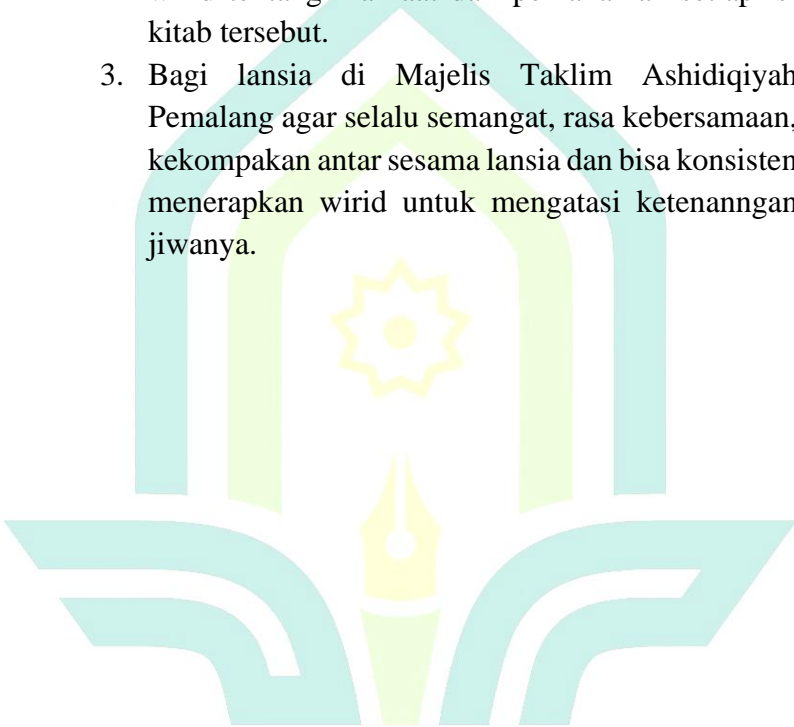 kitab tersebut.
3. Bagi lansia di Majelis Taklim Ashidiqiyah
Pemalang agar selalu semangat, rasa kebersamaan,
kekompakan antar sesama lansia dan bisa konsisten
menerapkan wirid untuk mengatasi ketenanngan
jiwanya.